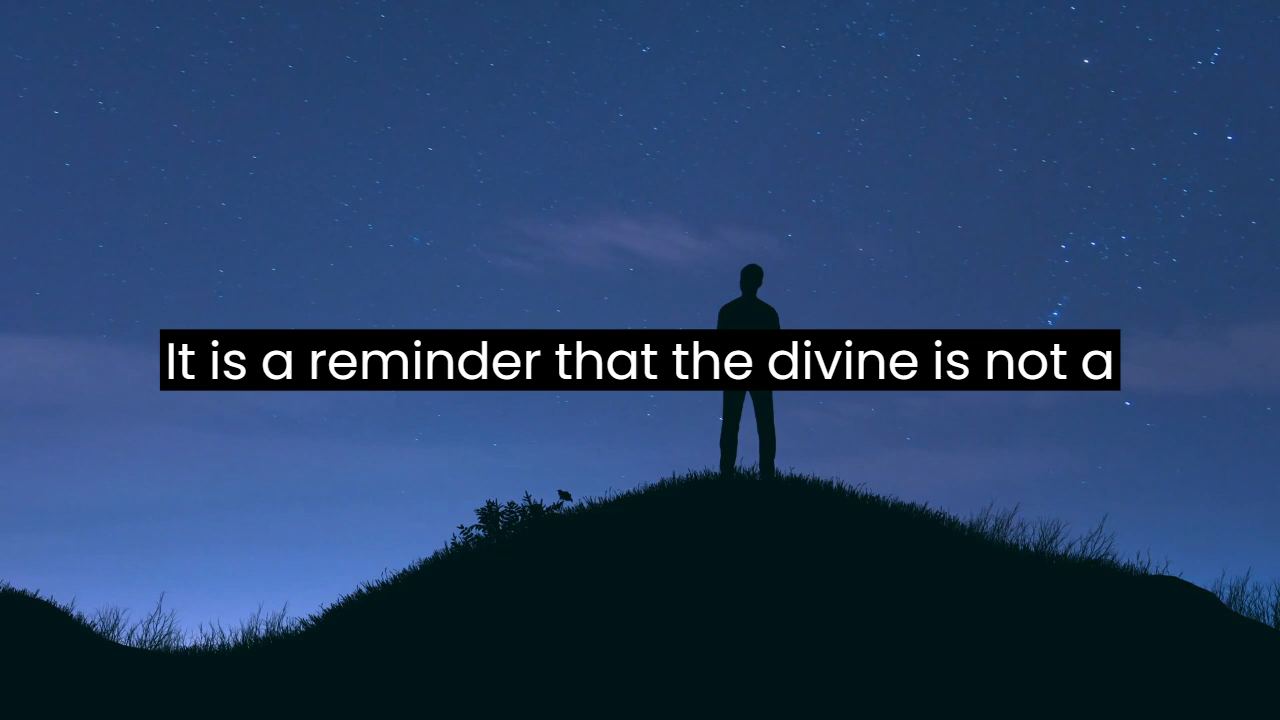 It is a reminder that the divine is not a